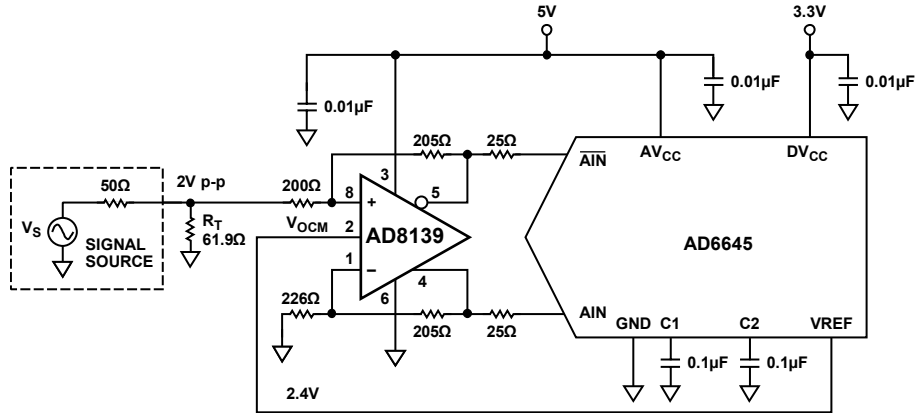 5V
3.3V
0.01µF
0.01µF
0.01µF
205Ω
25Ω
AIN
AVCC
DVCC
50Ω
2V p-p
200Ω
3
5
8
+
VS
RT
61.9Ω
VOCM
2
AD8139
AD6645
SIGNAL
SOURCE
1
–
4
6
226Ω
205Ω
25Ω
AIN
GND
C1
C2
VREF
0.1µF
0.1µF
2.4V